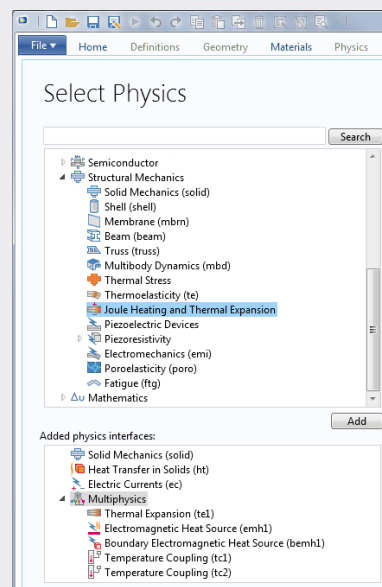 File
Home
Definitions
Geometry
Materials
Physics
Select Physics
Search
Semiconductor
Structural Mechanics
Solid Mechanics (solid)
Shell (shell)
Membrane (mbrn)
Beam (beam)
Truss (truss)
Multibody Dynamics (mbd)
Thermal Stress
Thermoelasticity (te)
Joule Heating and Thermal Expansion
Piezoelectric Devices
Piezoresistivity
Electromechanics (emi)
Poroelasticity (poro)
Fatigue (ftg)
Δu Mathematics
Add
Added physics interfaces:
Solid Mechanics (solid)
Heat Transfer in Solids (ht)
Electric Currents (ec)
Multiphysics
Thermal Expansion (te1)
Electromagnetic Heat Source (emh1)
Boundary Electromagnetic Heat Source (bemh1)
Temperature Coupling (tc1)
Temperature Coupling (tc2)